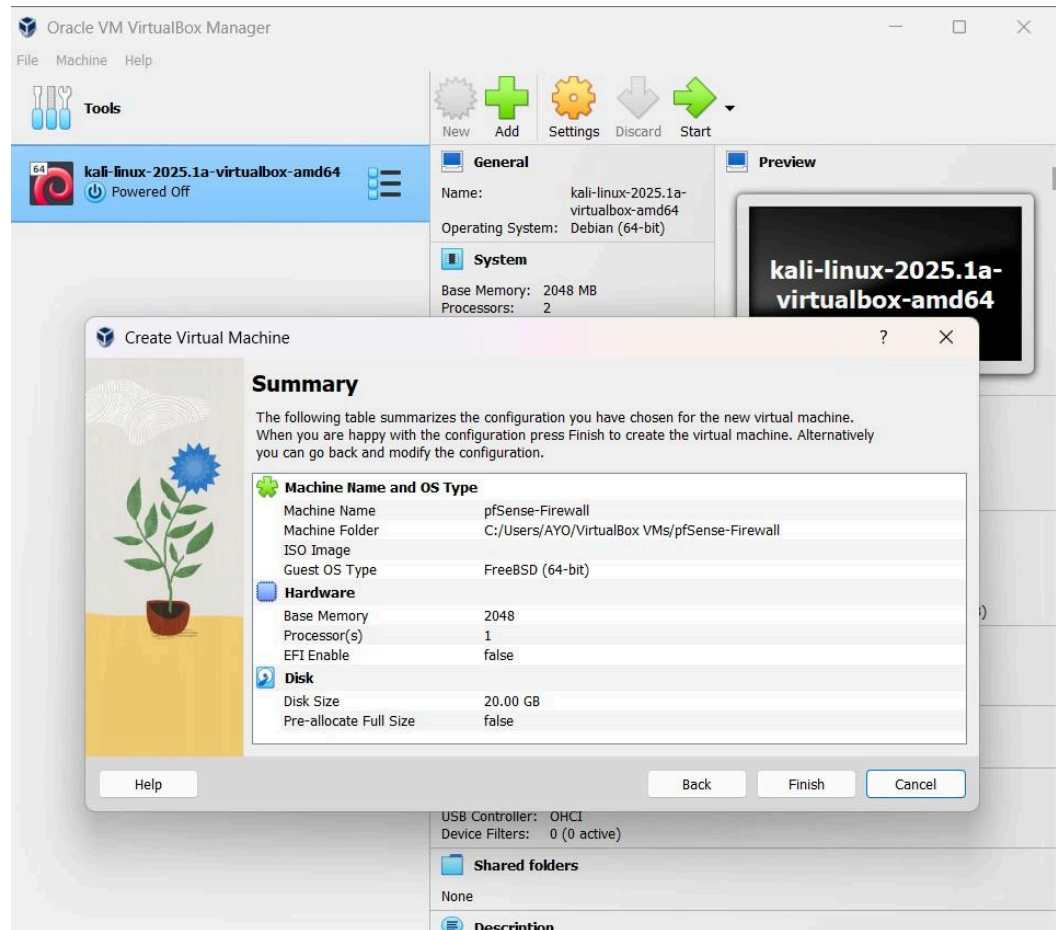 Oracle VM VirtualBox Manager
File Machine Help
Tools
New Add Settings Discard Start
64
kali-linux-2025.1a-virtualbox-amd64
Powered Off
General
Name: kali-linux-2025.1a-
virtualbox-amd64
Operating System: Debian (64-bit)
System
Base Memory: 2048 MB
Processors: 2
Preview
kali-linux-2025.1a-
virtualbox-amd64
Create Virtual Machine
?
Summary
The following table summarizes the configuration you have chosen for the new virtual machine.
When you are happy with the configuration press Finish to create the virtual machine. Alternatively
you can go back and modify the configuration.
Machine Name and OS Type
Machine Name pfSense-Firewall
Machine Folder C:/Users/AYO/VirtualBox VMs/pfSense-Firewall
ISO Image
Guest OS Type FreeBSD (64-bit)
Hardware
Base Memory 2048
Processor(s) 1
EFI Enable false
Disk
Disk Size 20.00 GB
Pre-allocate Full Size false
Help Back Finish Cancel
USB Controller: OHCI
Device Filters: 0 (0 active)
Shared folders
None
Description